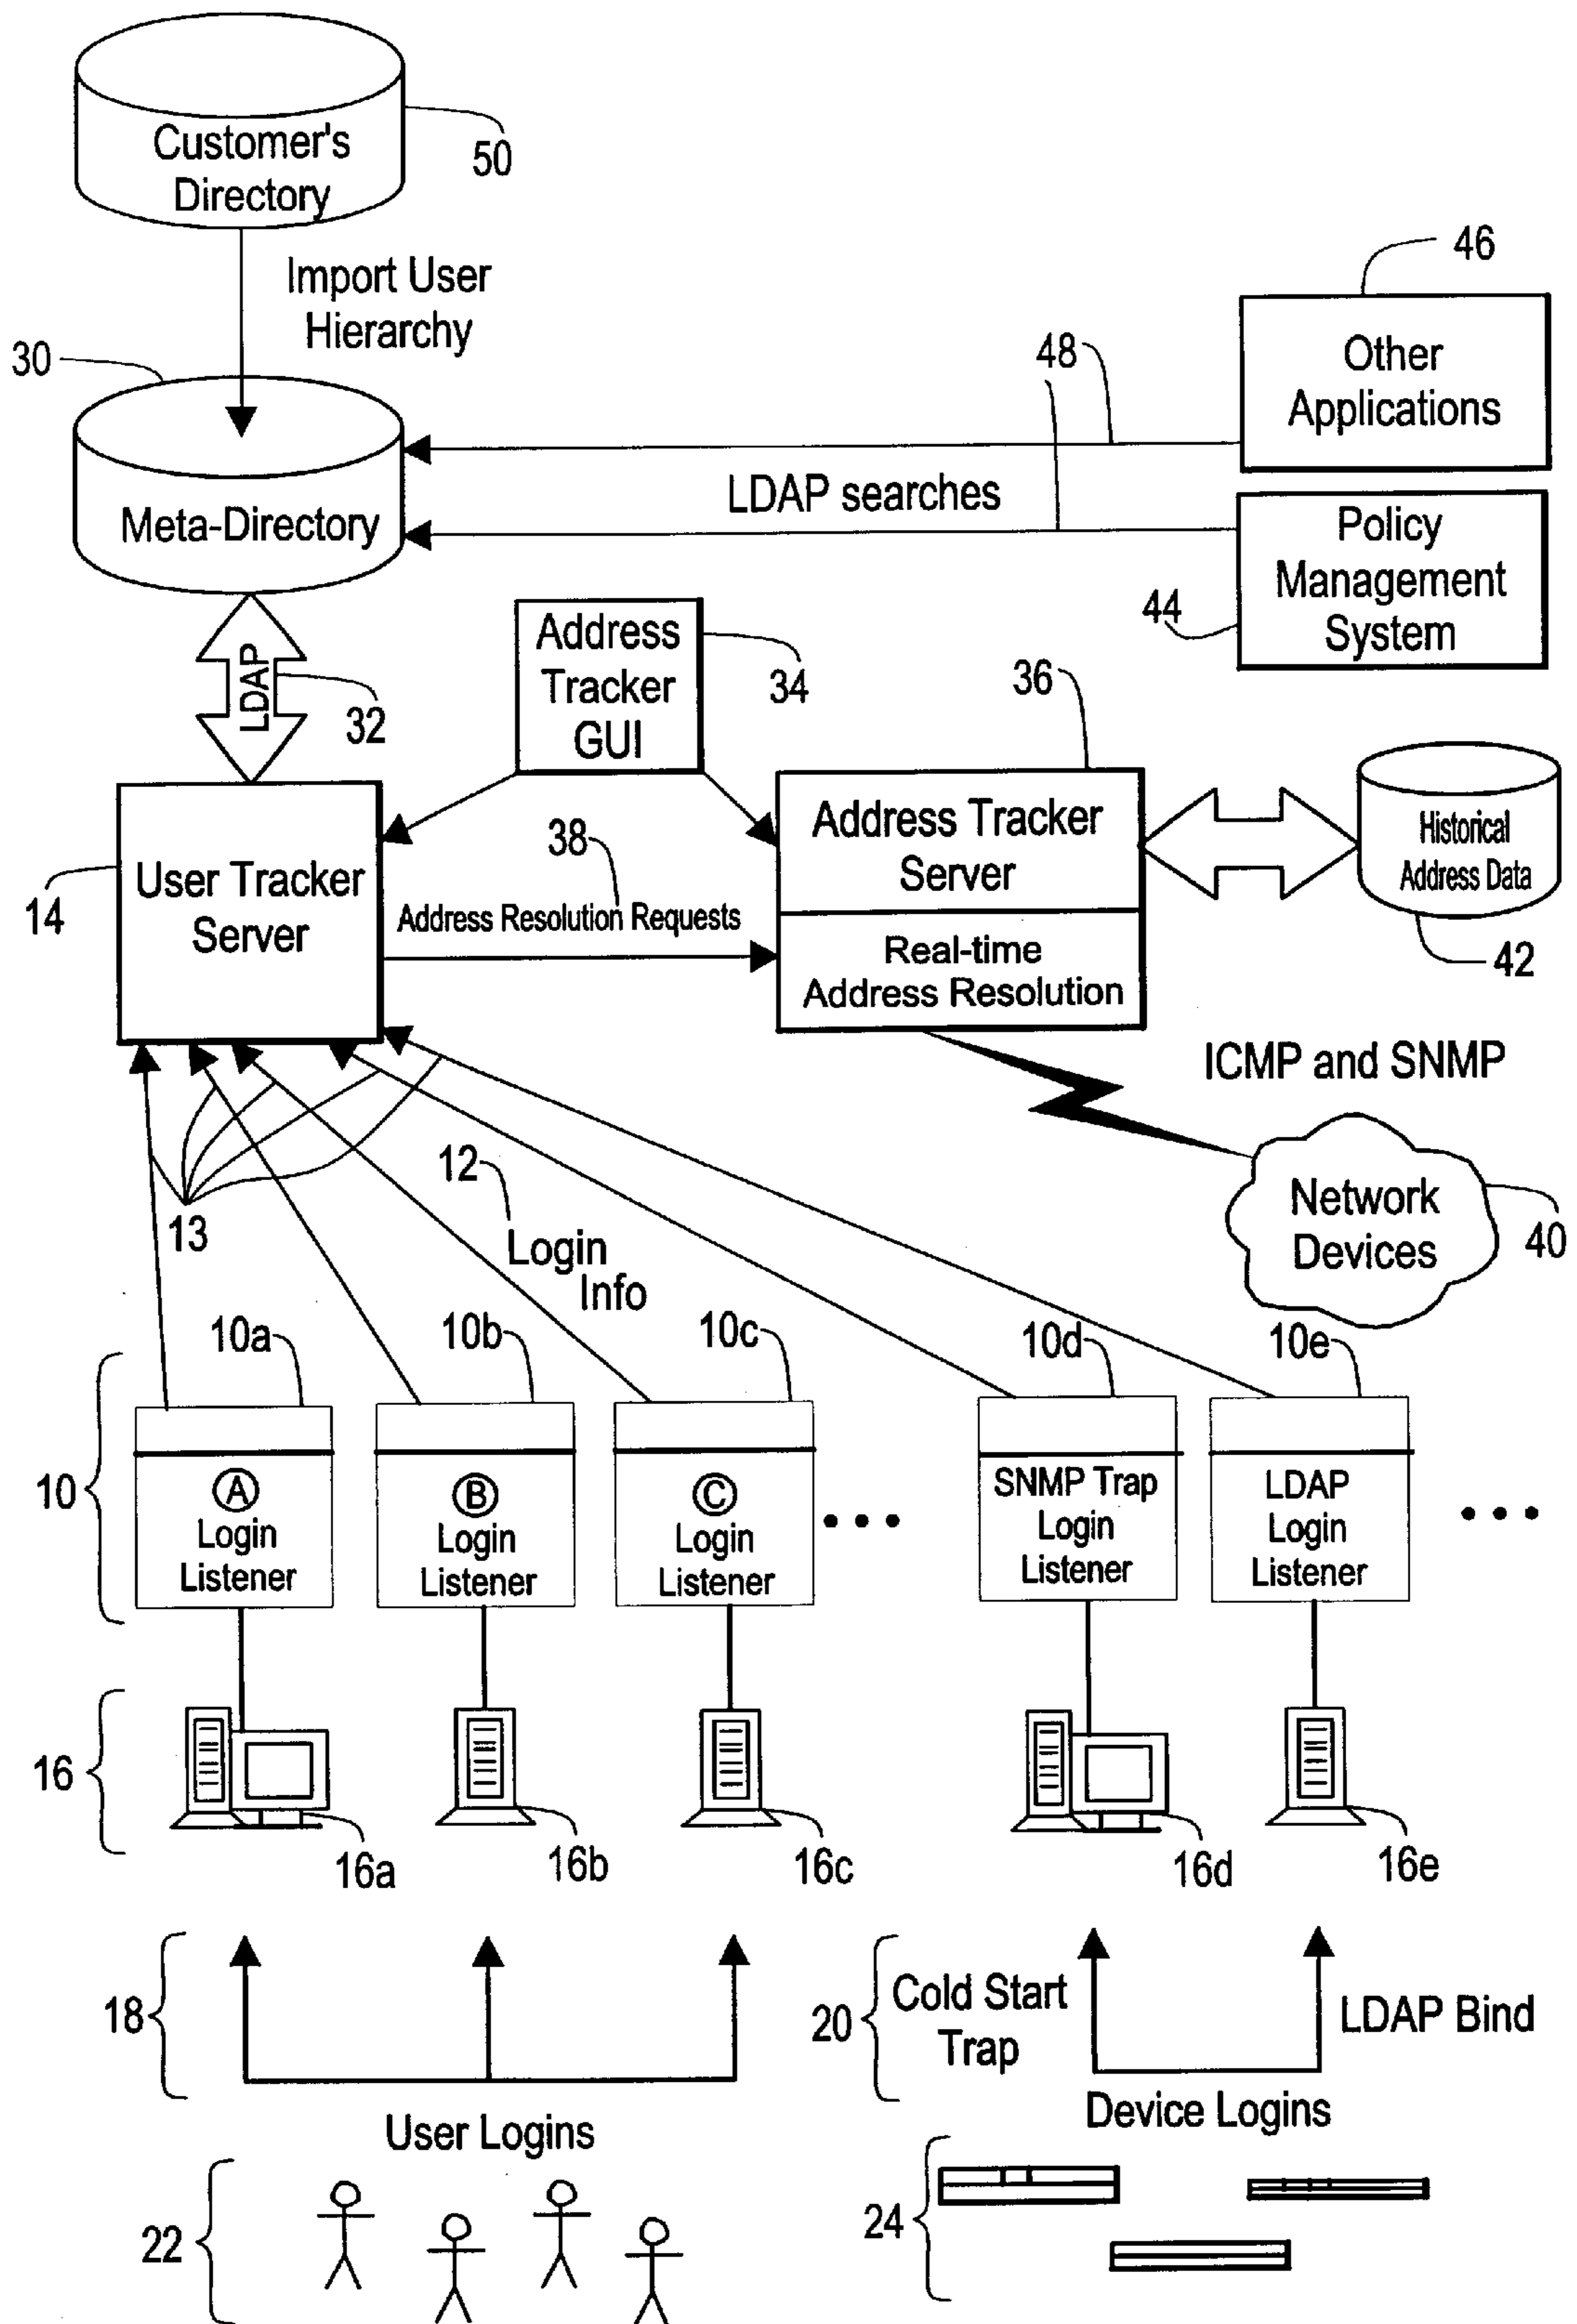 Customer's
Directory
50
Import User
Hierarchy
46
30
48
Other
Applications
LDAP searches
Meta-Directory
Policy
Management
System
44
Address
Tracker
GUI
34
LDAP
32
36
38
User Tracker
Server
14
Address Resolution Requests
Address Tracker
Server
Real-time
Address Resolution
Historical
Address Data
42
ICMP and SNMP
12
13
Login
Info
Network
Devices
40
10a
10b
10c
10d
10e
10
A
Login
Listener
B
Login
Listener
C
Login
Listener
SNMP Trap
Login
Listener
LDAP
Login
Listener
16
16a
16b
16c
16d
16e
18
20
Cold Start
Trap
LDAP Bind
User Logins
Device Logins
22
24